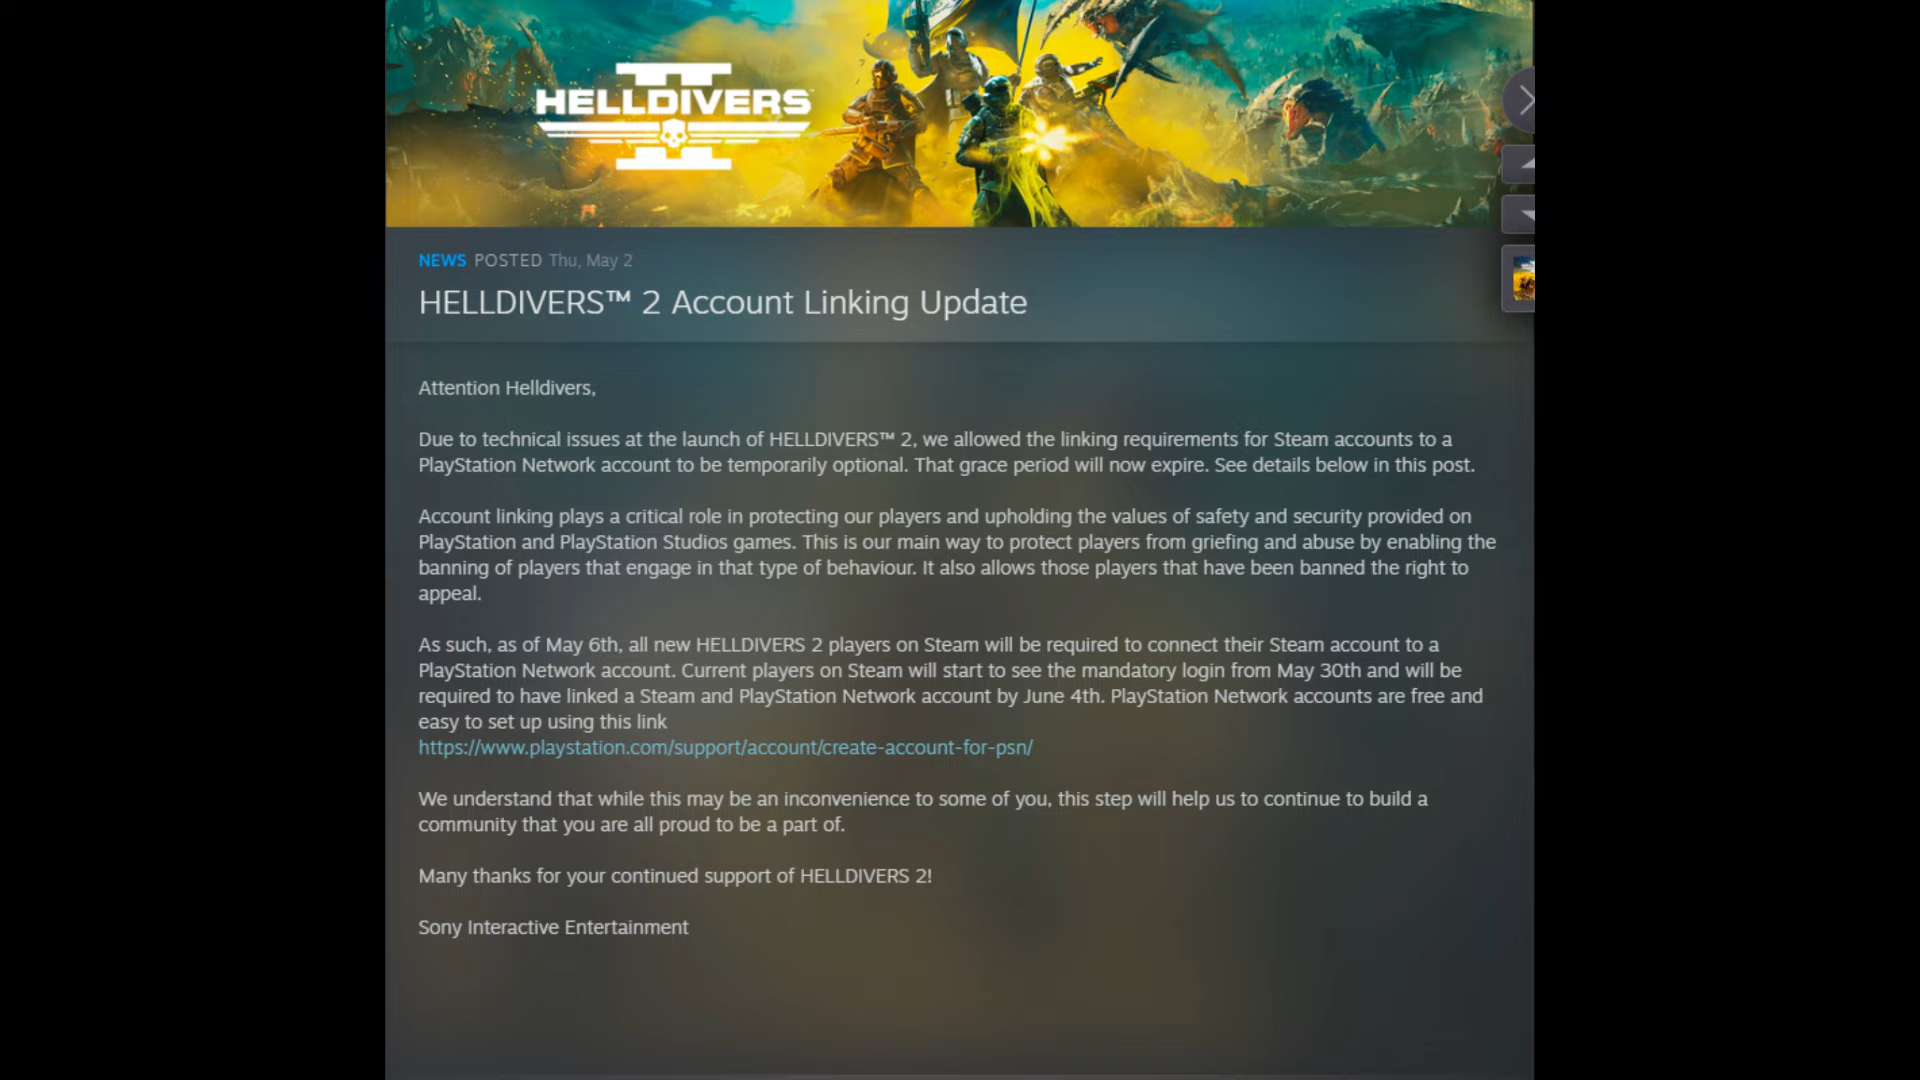 HELLDIVERS
II
NEWS POSTED Thu, May 2
HELLDIVERS™ 2 Account Linking Update
Attention Helldivers,
Due to technical issues at the launch of HELLDIVERS™ 2, we allowed the linking requirements for Steam accounts to a
PlayStation Network account to be temporarily optional. That grace period will now expire. See details below in this post.
Account linking plays a critical role in protecting our players and upholding the values of safety and security provided on
PlayStation and PlayStation Studios games. This is our main way to protect players from griefing and abuse by enabling the
banning of players that engage in that type of behaviour. It also allows those players that have been banned the right to
appeal.
As such, as of May 6th, all new HELLDIVERS 2 players on Steam will be required to connect their Steam account to a
PlayStation Network account. Current players on Steam will start to see the mandatory login from May 30th and will be
required to have linked a Steam and PlayStation Network account by June 4th. PlayStation Network accounts are free and
easy to set up using this link
https://www.playstation.com/support/account/create-account-for-psn/
We understand that while this may be an inconvenience to some of you, this step will help us to continue to build a
community that you are all proud to be a part of.
Many thanks for your continued support of HELLDIVERS 2!
Sony Interactive Entertainment